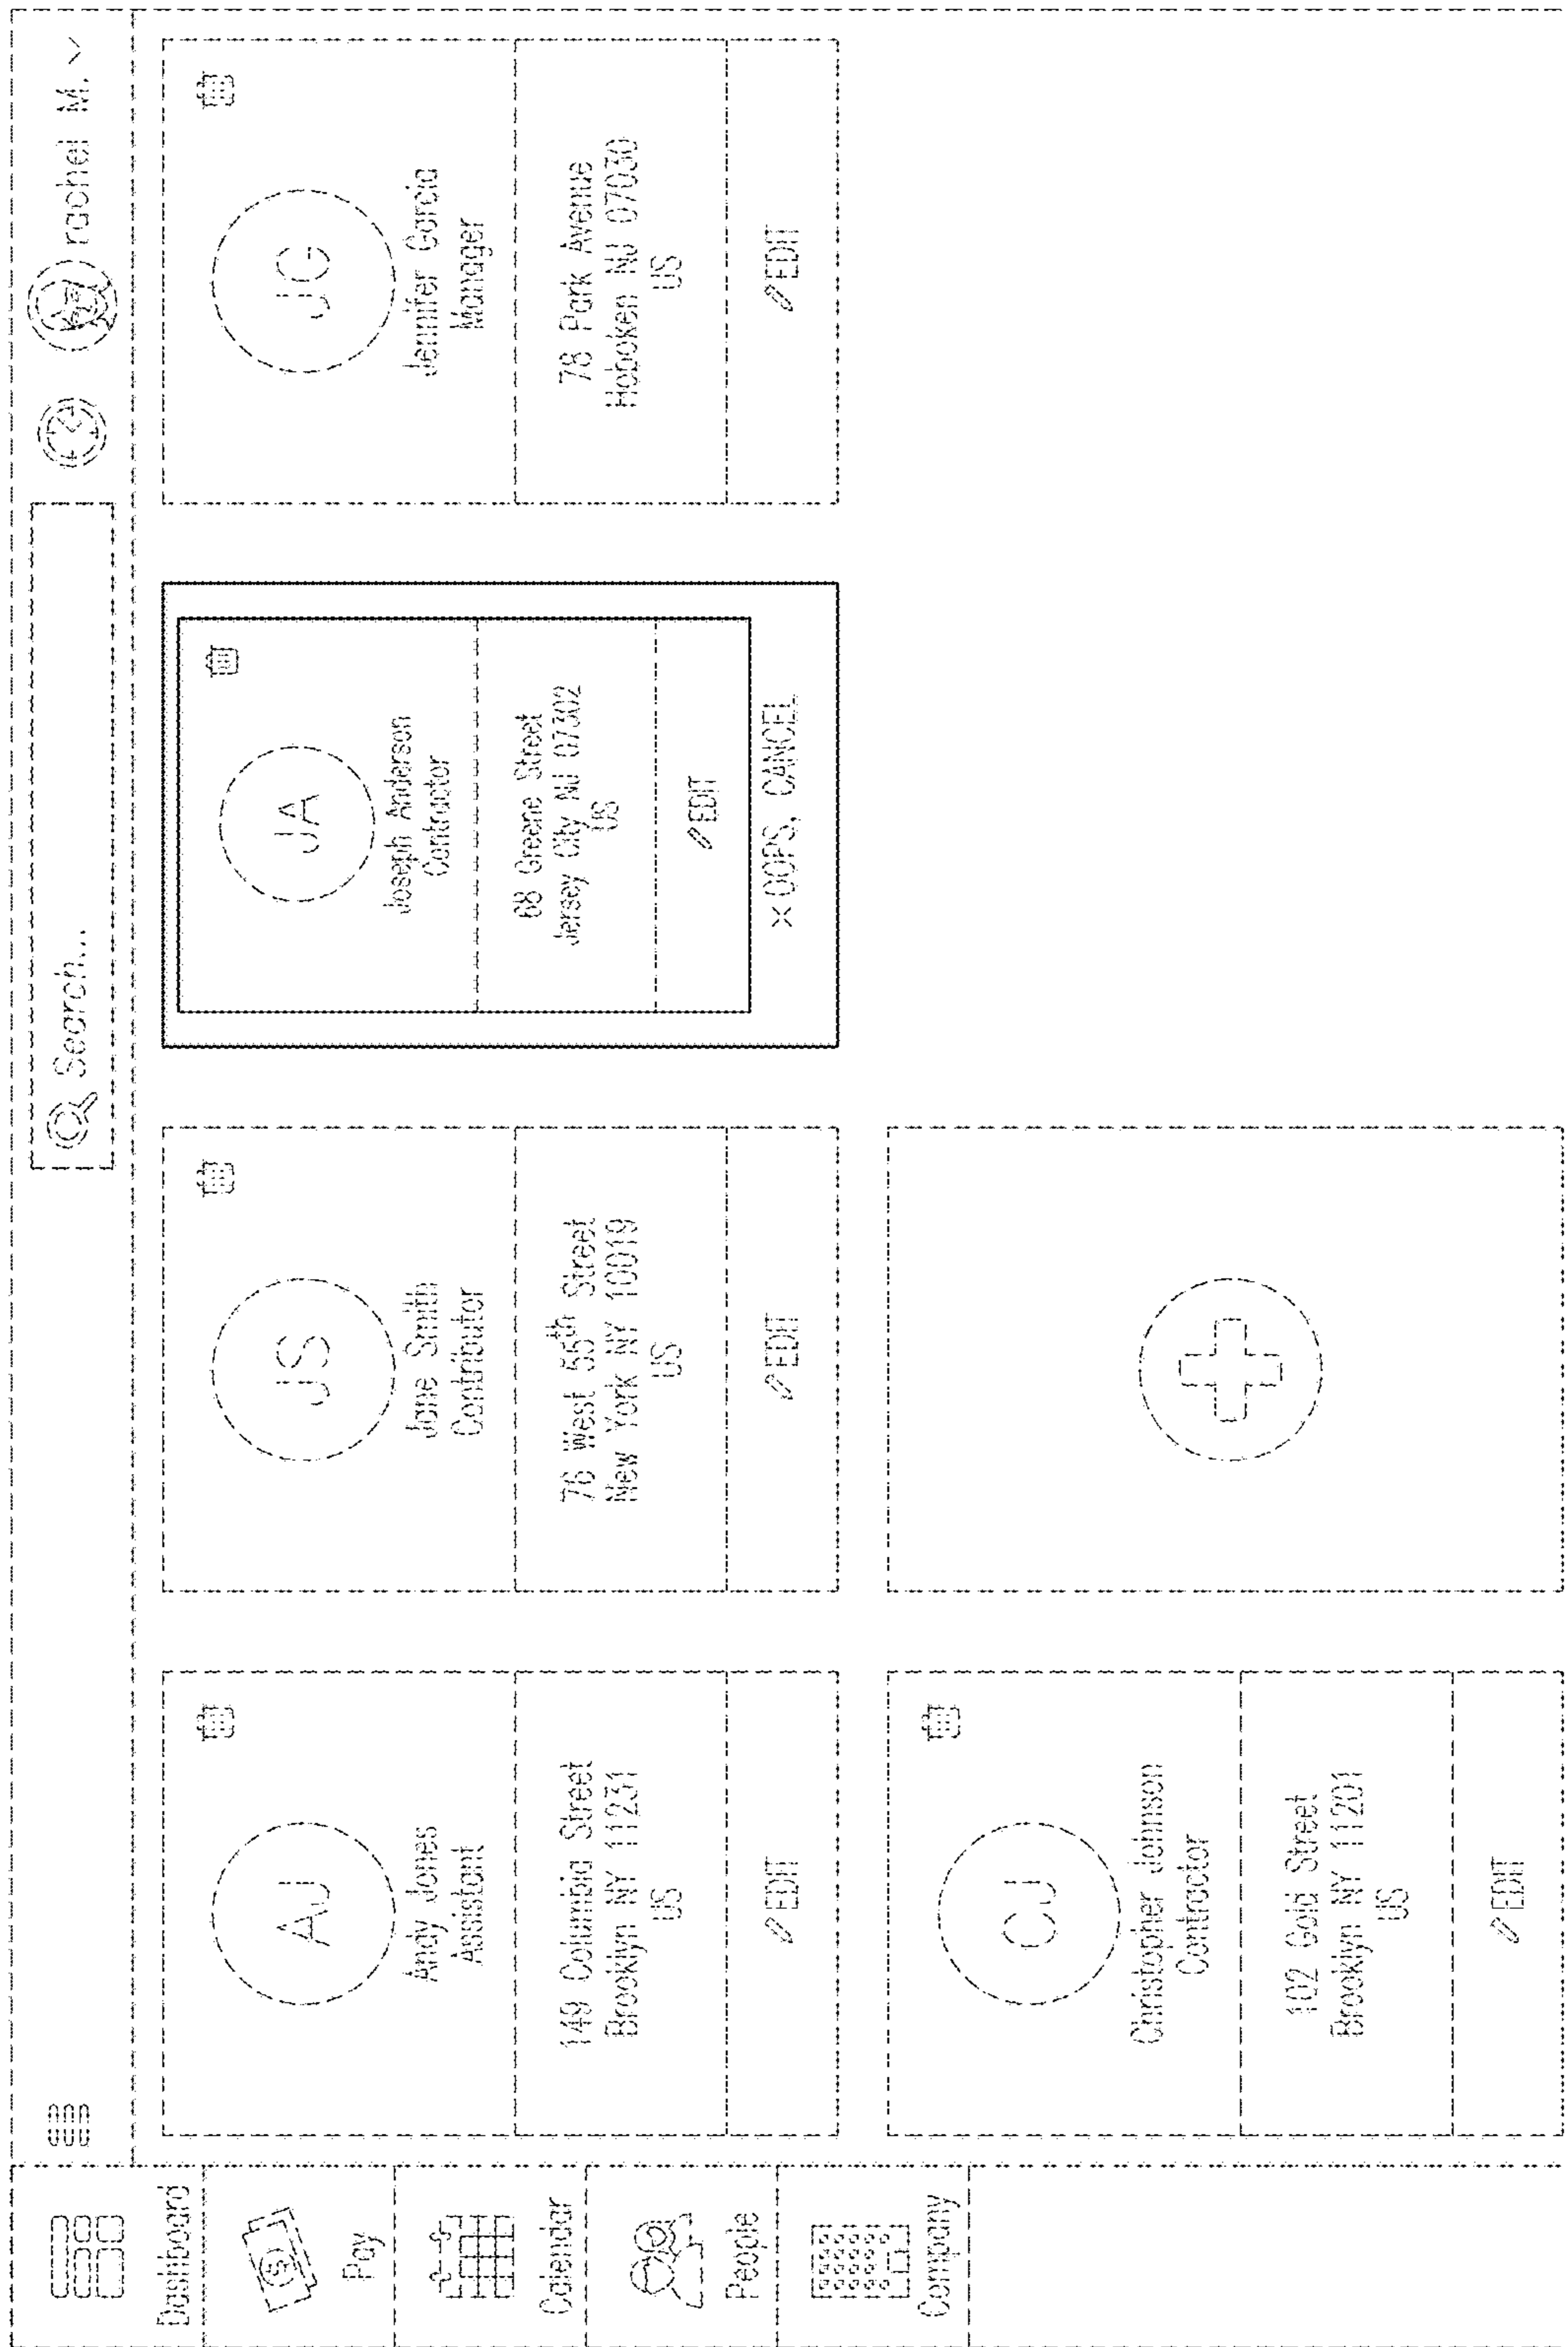 Search...
rachel M.
Dashboard
Pay
Calendar
People
Company
AJ
Andy Jones
Assistant
149 Columbia Street
Brooklyn NY 11231
US
EDIT
JS
Jane Smith
Contributor
76 West 55th Street
New York NY 10019
US
EDIT
JA
Joseph Anderson
Contractor
68 Greene Street
Jersey City NJ 07302
US
EDIT
× OOPS, CANCEL
JG
Jennifer Garcia
Manager
78 Park Avenue
Hoboken NJ 07030
US
EDIT
CJ
Christopher Johnson
Contractor
102 Gold Street
Brooklyn NY 11201
US
EDIT